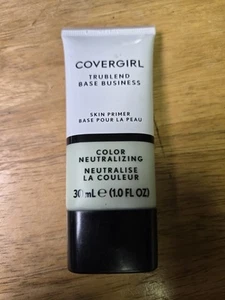 COVERGIRL
TRUBLEND
BASE BUSINESS
SKIN PRIMER
BASE POUR LA PEAU
COLOR
NEUTRALIZING
NEUTRALISE
LA COULEUR
30 mL e (1.0 FL OZ)